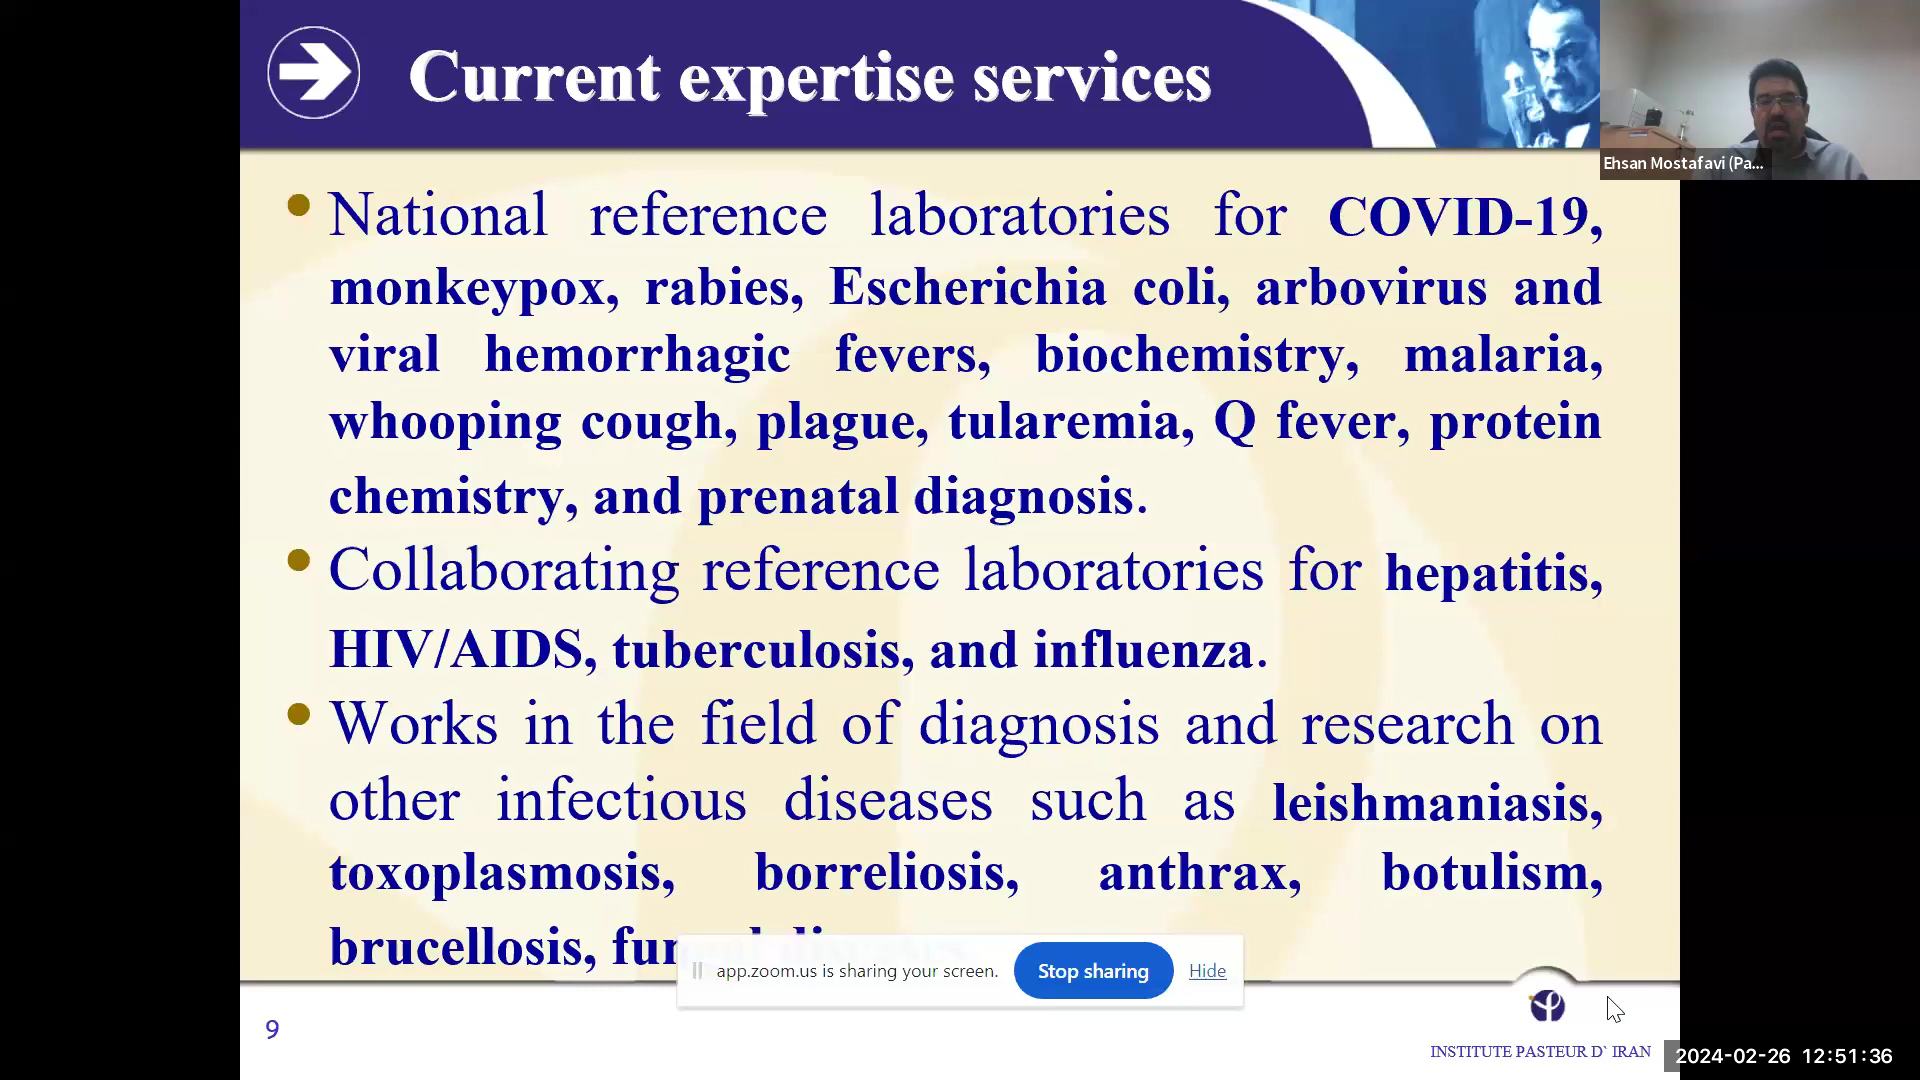 Current expertise services
Ehsan Mostafavi (Pa...
National reference laboratories for COVID-19,
monkeypox, rabies, Escherichia coli, arbovirus and
viral hemorrhagic fevers, biochemistry, malaria,
whooping cough, plague, tularemia, Q fever, protein
chemistry, and prenatal diagnosis.
Collaborating reference laboratories for hepatitis,
HIV/AIDS, tuberculosis, and influenza.
Works in the field of diagnosis and research on
other infectious diseases such as leishmaniasis,
toxoplasmosis, borreliosis, anthrax, botulism,
brucellosis,
app.zoom.us is sharing your screen.
Stop sharing
Hide
9
INSTITUTE PASTEUR D` IRAN
2024-02-26 12:51:36